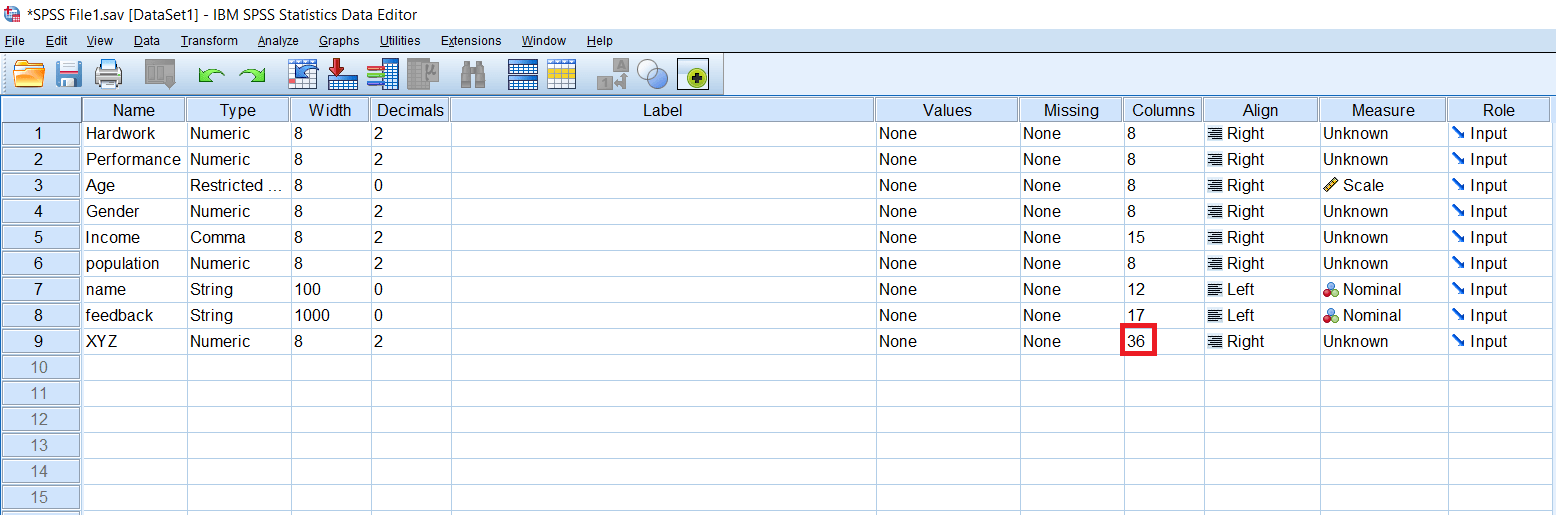 *SPSS File1.sav [DataSet1] - IBM SPSS Statistics Data Editor
File Edit View Data Transform Analyze Graphs Utilities Extensions Window Help
Name Type Width Decimals Label Values Missing Columns Align Measure Role
1 Hardwork Numeric 8 2 None None 8 Right Unknown Input
2 Performance Numeric 8 2 None None 8 Right Unknown Input
3 Age Restricted ... 8 0 None None 8 Right Scale Input
4 Gender Numeric 8 2 None None 8 Right Unknown Input
5 Income Comma 8 2 None None 15 Right Unknown Input
6 population Numeric 8 2 None None 8 Right Unknown Input
7 name String 100 0 None None 12 Left Nominal Input
8 feedback String 1000 0 None None 17 Left Nominal Input
9 XYZ Numeric 8 2 None None 36 Right Unknown Input
10
11
12
13
14
15